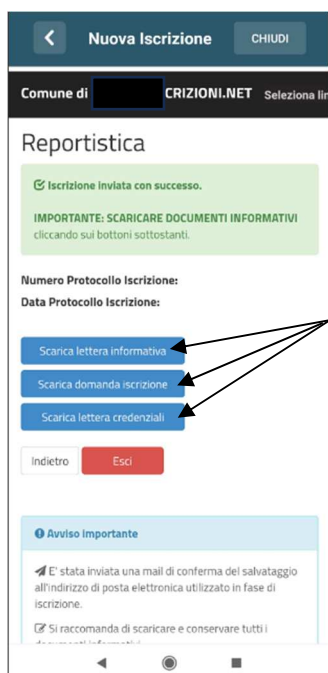 Nuova Iscrizione
CHIUDI
Comune di
CRIZIONI.NET
Seleziona lin
Reportistica
Iscrizione inviata con successo.
IMPORTANTE: SCARICARE DOCUMENTI INFORMATIVI
cliccando sui bottoni sottostanti.
Numero Protocollo Iscrizione:
Data Protocollo Iscrizione:
Scarica lettera informativa
Scarica domanda iscrizione
Scarica lettera credenziali
Indietro
Esci
Avviso importante
E' stata inviata una mail di conferma del salvataggio
all'indirizzo di posta elettronica utilizzato in fase di
iscrizione.
Si raccomanda di scaricare e conservare tutti i